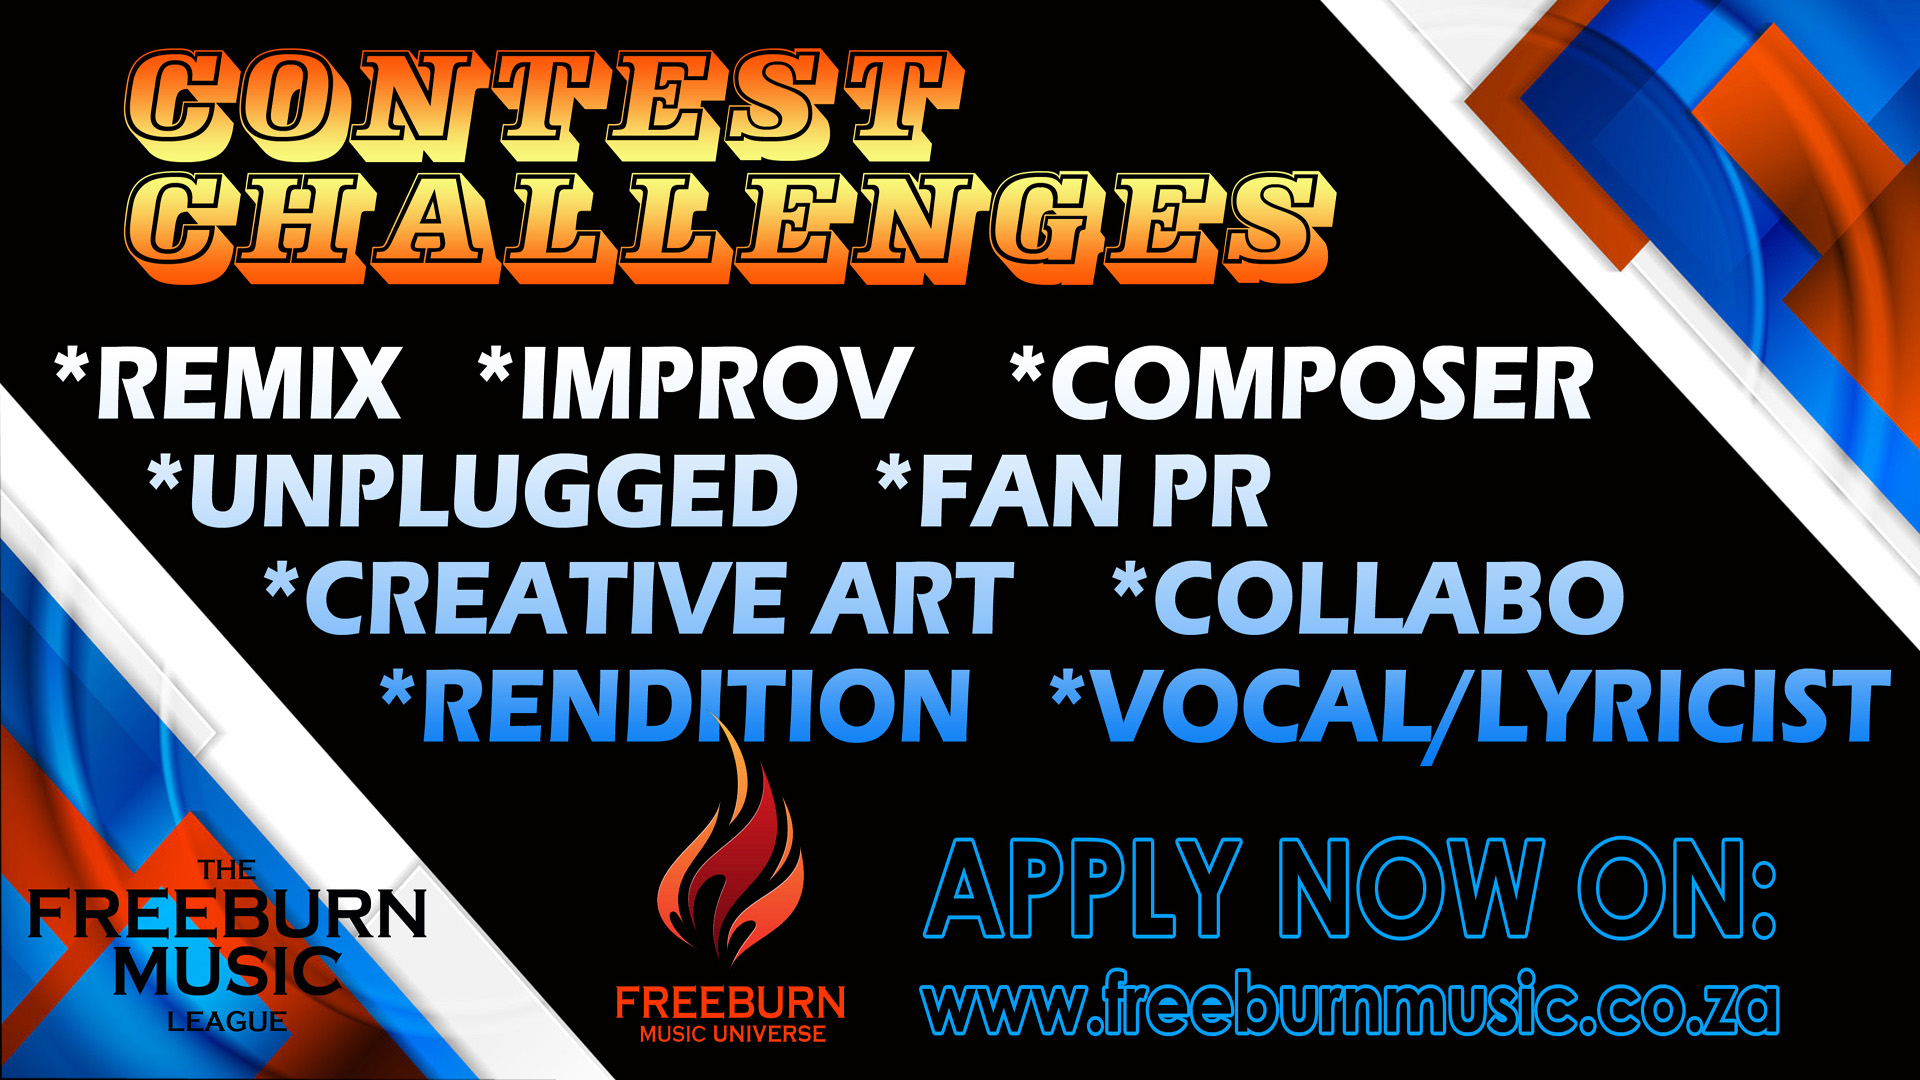 CONTEST
CHALLENGES
*REMIX *IMPROV *COMPOSER
*UNPLUGGED *FAN PR
*CREATIVE ART *COLLABO
*RENDITION *VOCAL/LYRICIST
THE
FREEBURN
MUSIC
LEAGUE
FREEBURN
MUSIC UNIVERSE
APPLY NOW ON:
www.freeburnmusic.co.za